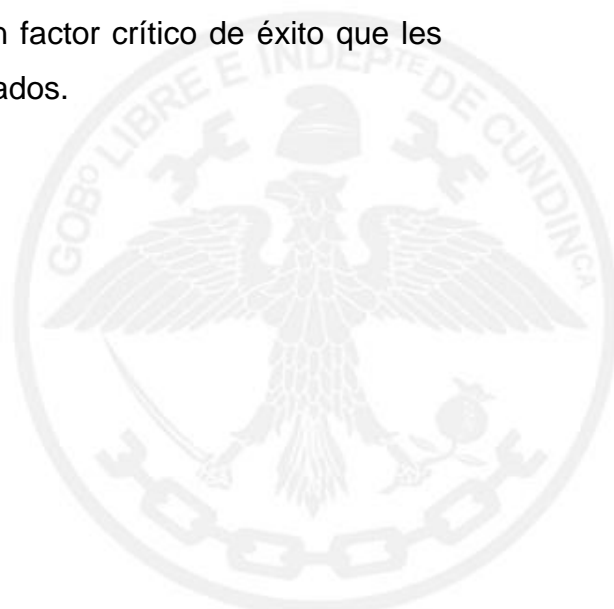 n factor crítico de éxito que les
ados.
GOBº LIBRE E INDEPTE DE CUNDINCA